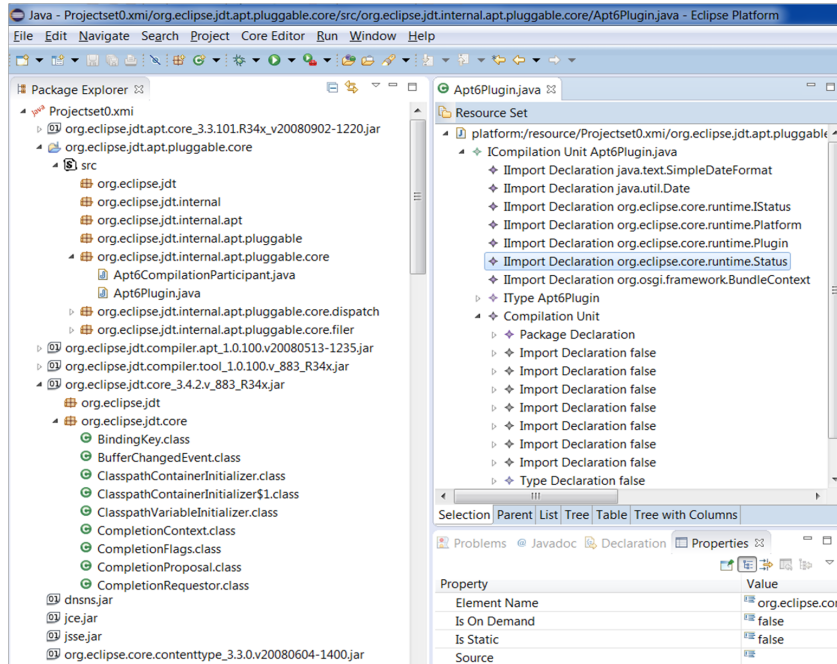 Java - Projectset0.xmi/org.eclipse.jdt.apt.pluggable.core/src/org.eclipse.jdt.internal.apt.pluggable.core/Apt6Plugin.java - Eclipse Platform
File Edit Navigate Search Project Core Editor Run Window Help
Package Explorer
Projectset0.xmi
org.eclipse.jdt.apt.core_3.3.101.R34x_v20080902-1220.jar
org.eclipse.jdt.apt.pluggable.core
src
org.eclipse.jdt
org.eclipse.jdt.internal
org.eclipse.jdt.internal.apt
org.eclipse.jdt.internal.apt.pluggable
org.eclipse.jdt.internal.apt.pluggable.core
Apt6CompilationParticipant.java
Apt6Plugin.java
org.eclipse.jdt.internal.apt.pluggable.core.dispatch
org.eclipse.jdt.internal.apt.pluggable.core.filer
org.eclipse.jdt.compiler.apt_1.0.100.v20080513-1235.jar
org.eclipse.jdt.compiler.tool_1.0.100.v_883_R34x.jar
org.eclipse.jdt.core_3.4.2.v_883_R34x.jar
org.eclipse.jdt
org.eclipse.jdt.core
BindingKey.class
BufferChangedEvent.class
ClasspathContainerInitializer.class
ClasspathContainerInitializer$1.class
ClasspathVariableInitializer.class
CompletionContext.class
CompletionFlags.class
CompletionProposal.class
CompletionRequestor.class
dnsns.jar
jce.jar
jsse.jar
org.eclipse.core.contenttype_3.3.0.v20080604-1400.jar
Apt6Plugin.java
Resource Set
platform:/resource/Projectset0.xmi/org.eclipse.jdt.apt.pluggable
ICompilation Unit Apt6Plugin.java
IImport Declaration java.text.SimpleDateFormat
IImport Declaration java.util.Date
IImport Declaration org.eclipse.core.runtime.IStatus
IImport Declaration org.eclipse.core.runtime.Platform
IImport Declaration org.eclipse.core.runtime.Plugin
IImport Declaration org.eclipse.core.runtime.Status
IImport Declaration org.osgi.framework.BundleContext
IType Apt6Plugin
Compilation Unit
Package Declaration
Import Declaration false
Import Declaration false
Import Declaration false
Import Declaration false
Import Declaration false
Import Declaration false
Import Declaration false
Type Declaration false
Selection Parent List Tree Table Tree with Columns
Problems Javadoc Declaration Properties
Property Value
Element Name org.eclipse.cor
Is On Demand false
Is Static false
Source